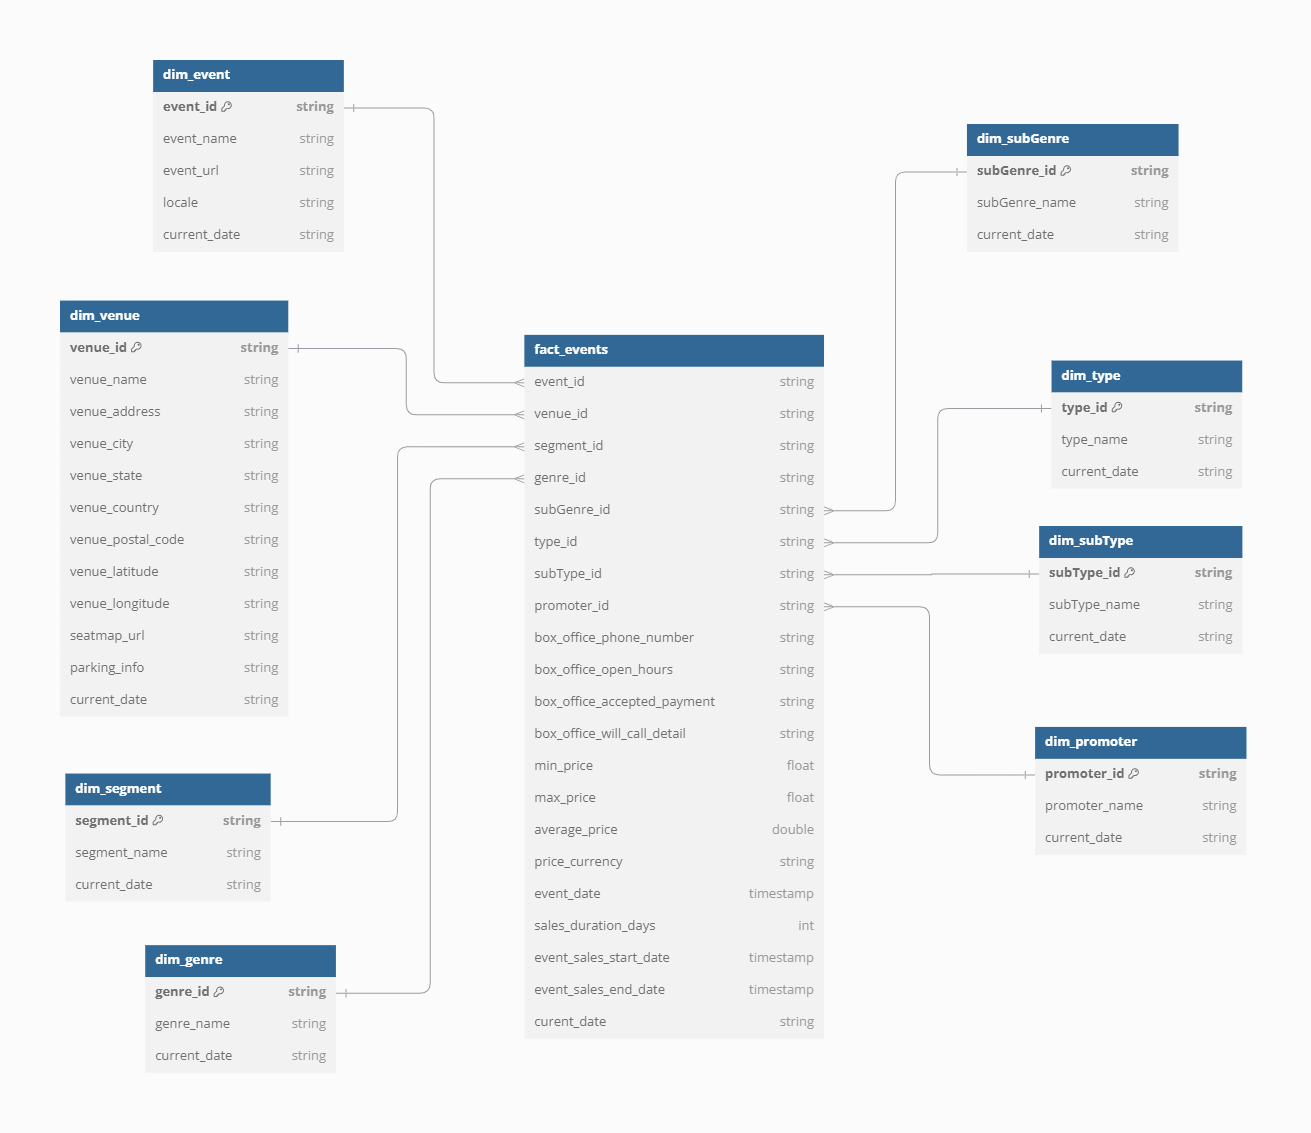 dim_event
event_id string
event_name string
event_url string
locale string
current_date string
dim_subGenre
subGenre_id string
subGenre_name string
current_date string
dim_venue
venue_id string
venue_name string
venue_address string
venue_city string
venue_state string
venue_country string
venue_postal_code string
venue_latitude string
venue_longitude string
seatmap_url string
parking_info string
current_date string
fact_events
event_id string
venue_id string
segment_id string
genre_id string
subGenre_id string
type_id string
subType_id string
promoter_id string
box_office_phone_number string
box_office_open_hours string
box_office_accepted_payment string
box_office_will_call_detail string
min_price float
max_price float
average_price double
price_currency string
event_date timestamp
sales_duration_days int
event_sales_start_date timestamp
event_sales_end_date timestamp
curent_date string
dim_type
type_id string
type_name string
current_date string
dim_subType
subType_id string
subType_name string
current_date string
dim_promoter
promoter_id string
promoter_name string
current_date string
dim_segment
segment_id string
segment_name string
current_date string
dim_genre
genre_id string
genre_name string
current_date string